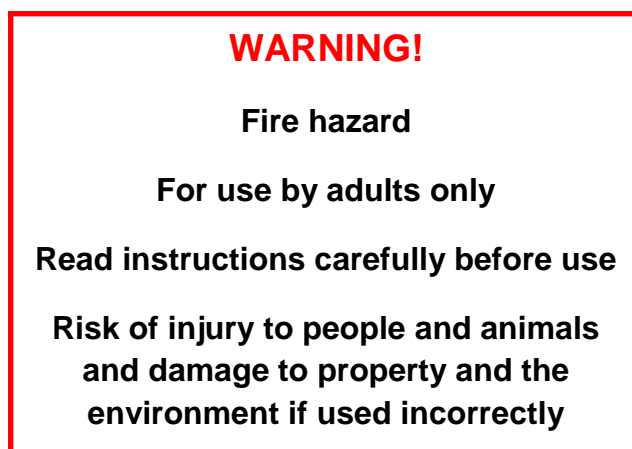 WARNING!
Fire hazard
For use by adults only
Read instructions carefully before use
Risk of injury to people and animals
and damage to property and the
environment if used incorrectly